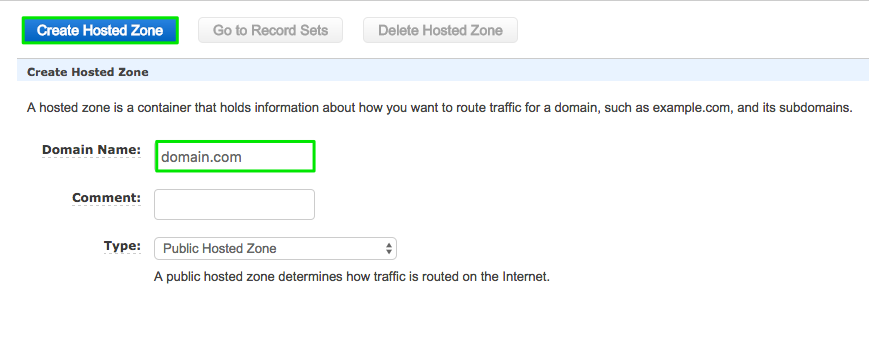 Create Hosted Zone Go to Record Sets Delete Hosted Zone
Create Hosted Zone
A hosted zone is a container that holds information about how you want to route traffic for a domain, such as example.com, and its subdomains.
Domain Name: domain.com
Comment:
Type: Public Hosted Zone
A public hosted zone determines how traffic is routed on the Internet.